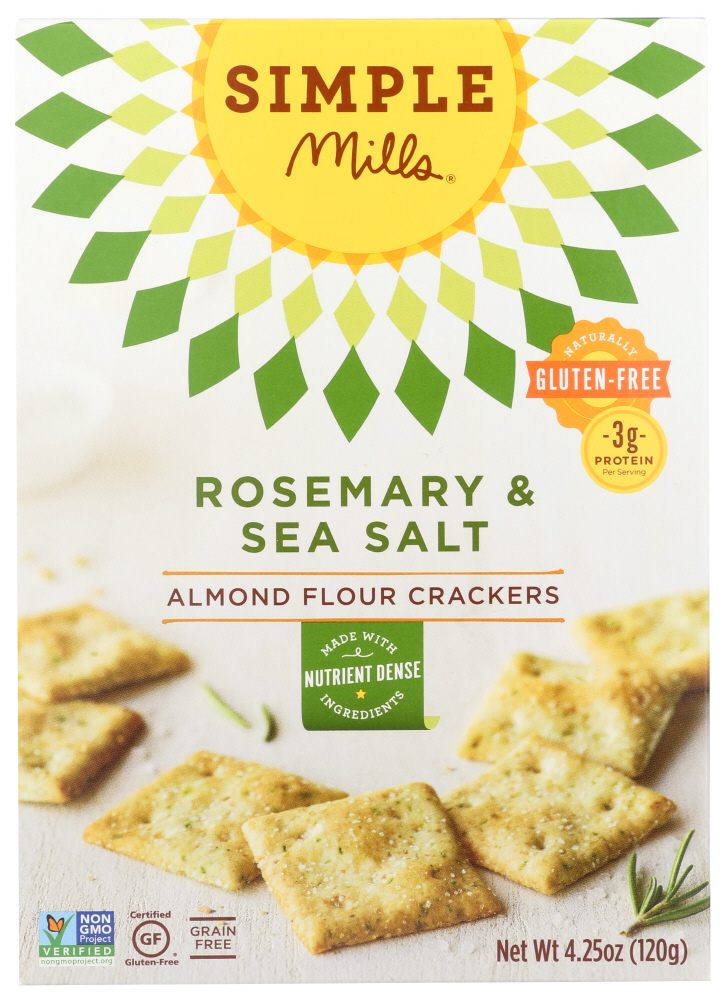 SIMPLE
Mills®
NATURALLY
GLUTEN-FREE
-3g-
PROTEIN
Per Serving
ROSEMARY &
SEA SALT
ALMOND FLOUR CRACKERS
MADE WITH
NUTRIENT DENSE
INGREDIENTS
NON
GMO
Project
VERIFIED
nongmoproject.org
Certified
GF
Gluten-Free
GRAIN
FREE
Net Wt 4.25oz (120g)